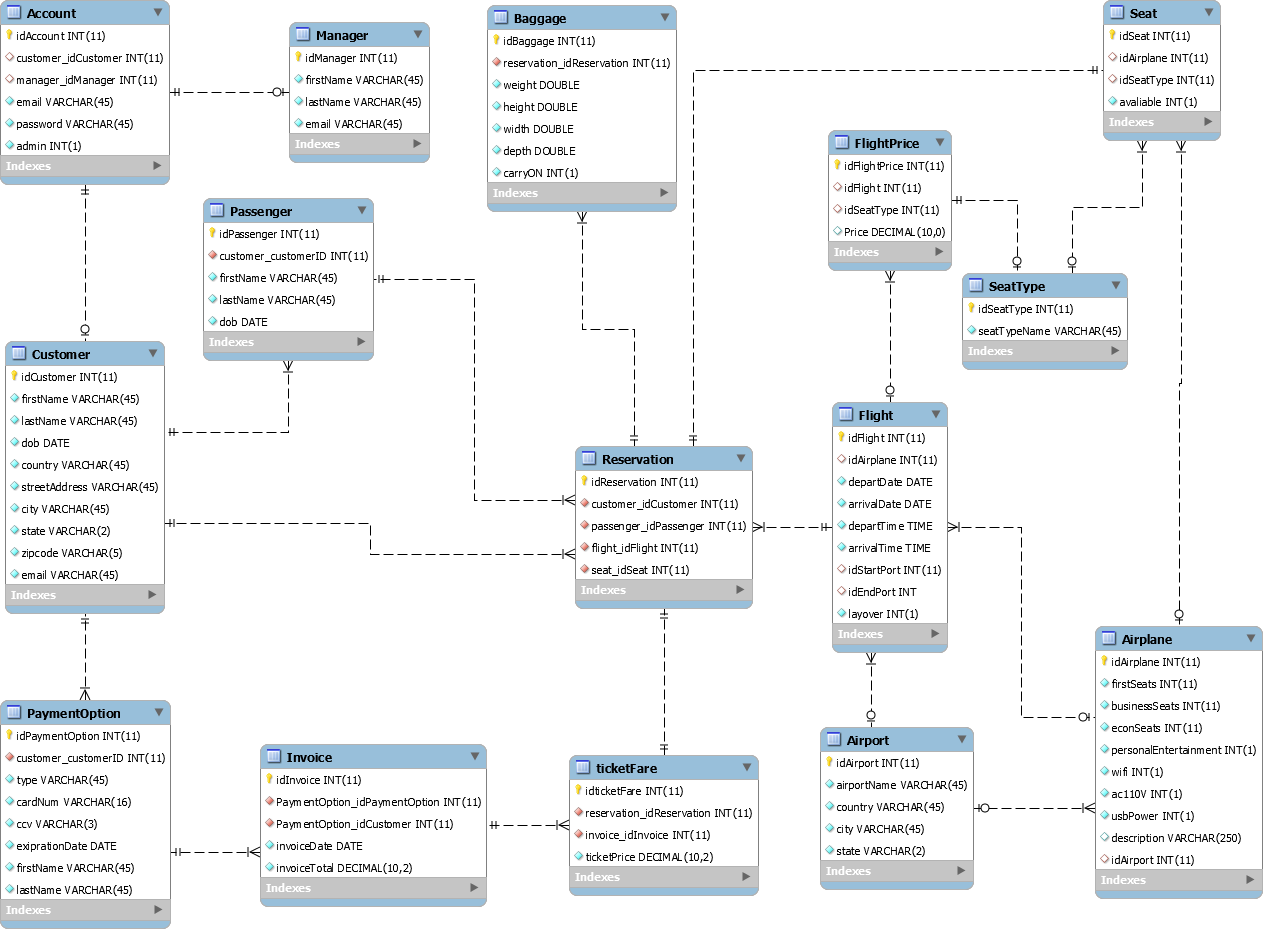 Account
idAccount INT(11)
customer_idCustomer INT(11)
manager_idManager INT(11)
email VARCHAR(45)
password VARCHAR(45)
admin INT(1)
Indexes
Manager
idManager INT(11)
firstName VARCHAR(45)
lastName VARCHAR(45)
email VARCHAR(45)
Indexes
Baggage
idBaggage INT(11)
reservation_idReservation INT(11)
weight DOUBLE
height DOUBLE
width DOUBLE
depth DOUBLE
carryON INT(1)
Indexes
Seat
idSeat INT(11)
idAirplane INT(11)
idSeatType INT(11)
avaliable INT(1)
Indexes
FlightPrice
idFlightPrice INT(11)
idFlight INT(11)
idSeatType INT(11)
Price DECIMAL(10,0)
Indexes
Passenger
idPassenger INT(11)
customer_customerID INT(11)
firstName VARCHAR(45)
lastName VARCHAR(45)
dob DATE
Indexes
SeatType
idSeatType INT(11)
seatTypeName VARCHAR(45)
Indexes
Customer
idCustomer INT(11)
firstName VARCHAR(45)
lastName VARCHAR(45)
dob DATE
country VARCHAR(45)
streetAddress VARCHAR(45)
city VARCHAR(45)
state VARCHAR(2)
zipcode VARCHAR(5)
email VARCHAR(45)
Indexes
Reservation
idReservation INT(11)
customer_idCustomer INT(11)
passenger_idPassenger INT(11)
flight_idFlight INT(11)
seat_idSeat INT(11)
Indexes
Flight
idFlight INT(11)
idAirplane INT(11)
departDate DATE
arrivalDate DATE
departTime TIME
arrivalTime TIME
idStartPort INT(11)
idEndPort INT
layover INT(1)
Indexes
Airplane
idAirplane INT(11)
firstSeats INT(11)
businessSeats INT(11)
econSeats INT(11)
personalEntertainment INT(1)
wifi INT(1)
ac110V INT(1)
usbPower INT(1)
description VARCHAR(250)
idAirport INT(11)
Indexes
PaymentOption
idPaymentOption INT(11)
customer_customerID INT(11)
type VARCHAR(45)
cardNum VARCHAR(16)
ccv VARCHAR(3)
exiprationDate DATE
firstName VARCHAR(45)
lastName VARCHAR(45)
Indexes
Invoice
idInvoice INT(11)
PaymentOption_idPaymentOption INT(11)
PaymentOption_idCustomer INT(11)
invoiceDate DATE
invoiceTotal DECIMAL(10,2)
Indexes
ticketFare
idticketFare INT(11)
reservation_idReservation INT(11)
invoice_idInvoice INT(11)
ticketPrice DECIMAL(10,2)
Indexes
Airport
idAirport INT(11)
airportName VARCHAR(45)
country VARCHAR(45)
city VARCHAR(45)
state VARCHAR(2)
Indexes